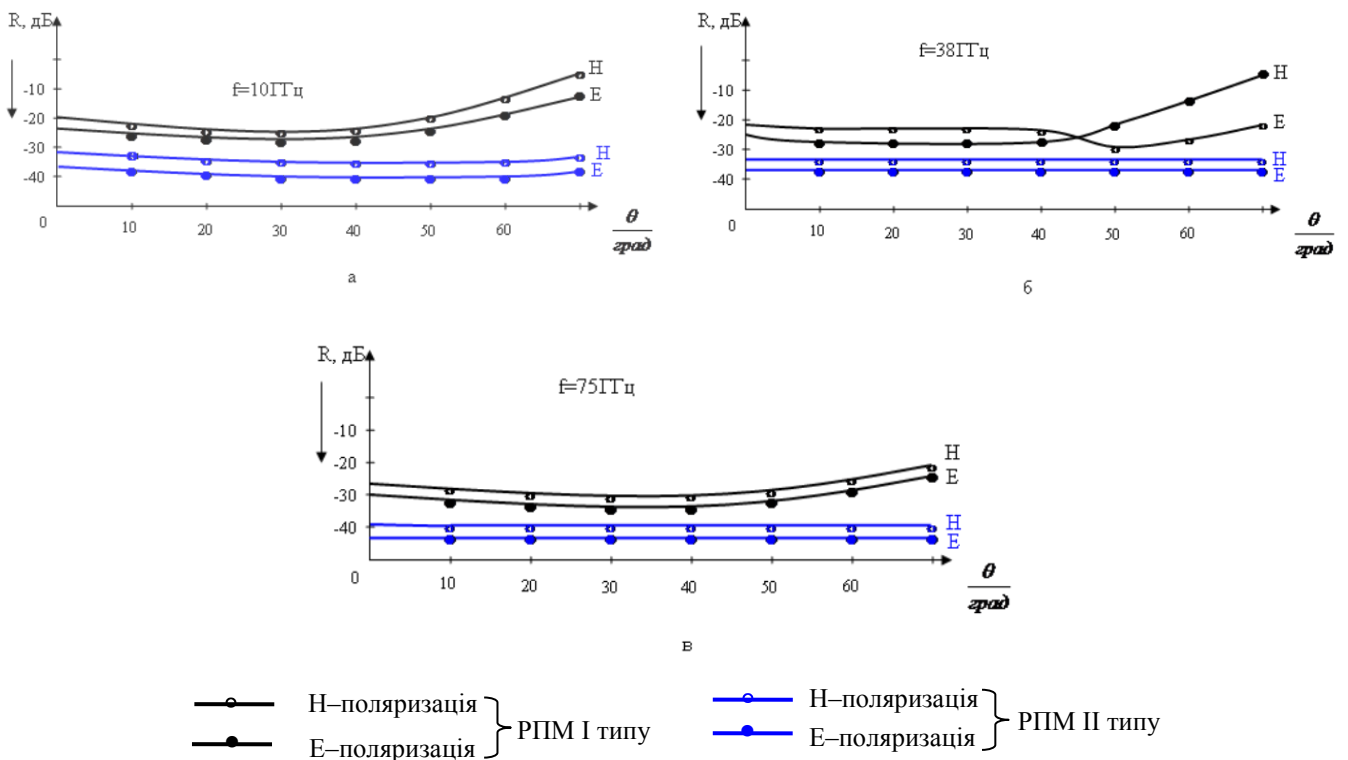 R, дБ
f=10ГГц
-10
-20
-30
-40
H
E
H
E
0
10
20
30
40
50
60
θ
град
а
R, дБ
f=38ГГц
-10
-20
-30
-40
H
E
H
E
0
10
20
30
40
50
60
θ
град
б
R, дБ
f=75ГГц
-10
-20
-30
-40
H
E
H
E
0
10
20
30
40
50
60
θ
град
в
Н–поляризація
Е–поляризація
РПМ I типу
Н–поляризація
Е–поляризація
РПМ II типу